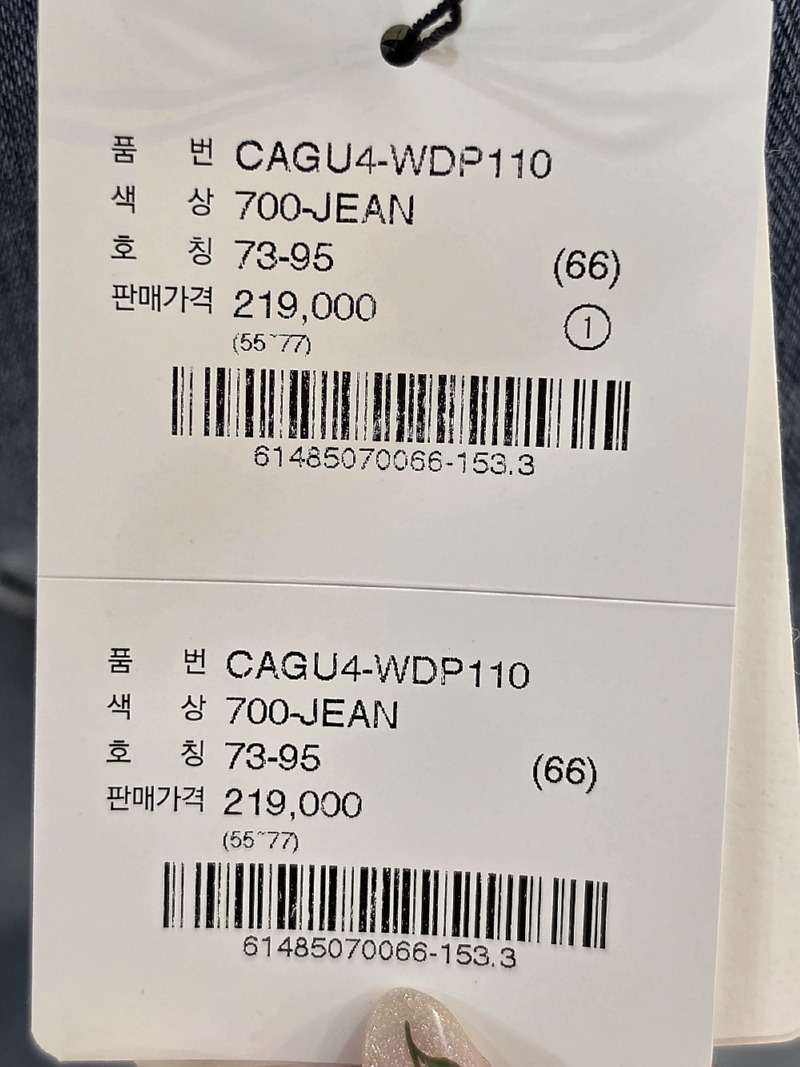 품 번 CAGU4-WDP110
색 상 700-JEAN
호 칭 73-95 (66)
판매가격 219,000 ①
(55~77)
61485070066-153.3
품 번 CAGU4-WDP110
색 상 700-JEAN
호 칭 73-95 (66)
판매가격 219,000
(55~77)
61485070066-153.3